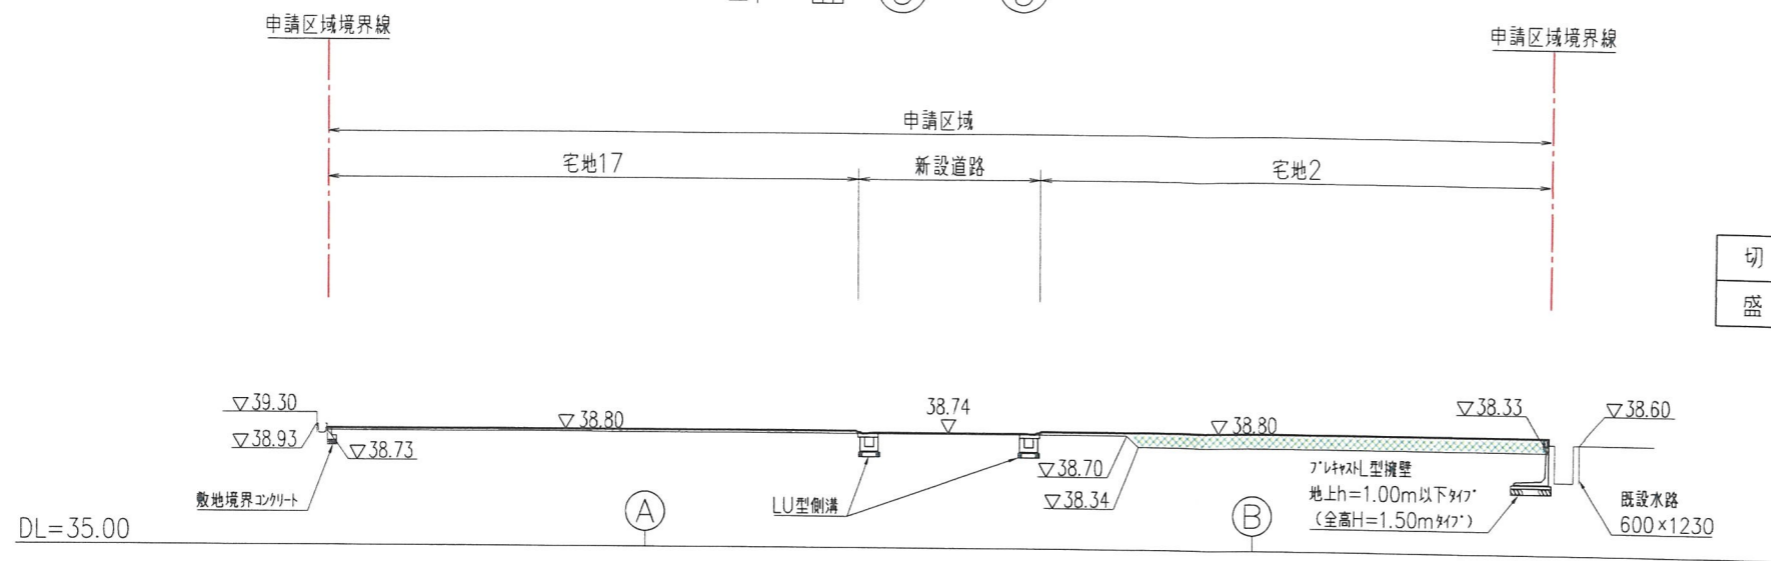 申請区域境界線
申請区域境界線
申請区域
宅地17
新設道路
宅地2
切
盛
▽39.30
▽38.93
▽38.73
▽38.80
38.74
▽
▽38.80
▽38.33
▽38.60
▽38.70
▽38.34
敷地境界コンクリート
LU型側溝
プレキャストL型擁壁
地上h=1.00m以下タイプ
(全高H=1.50mタイプ)
既設水路
600×1230
DL=35.00
A
B